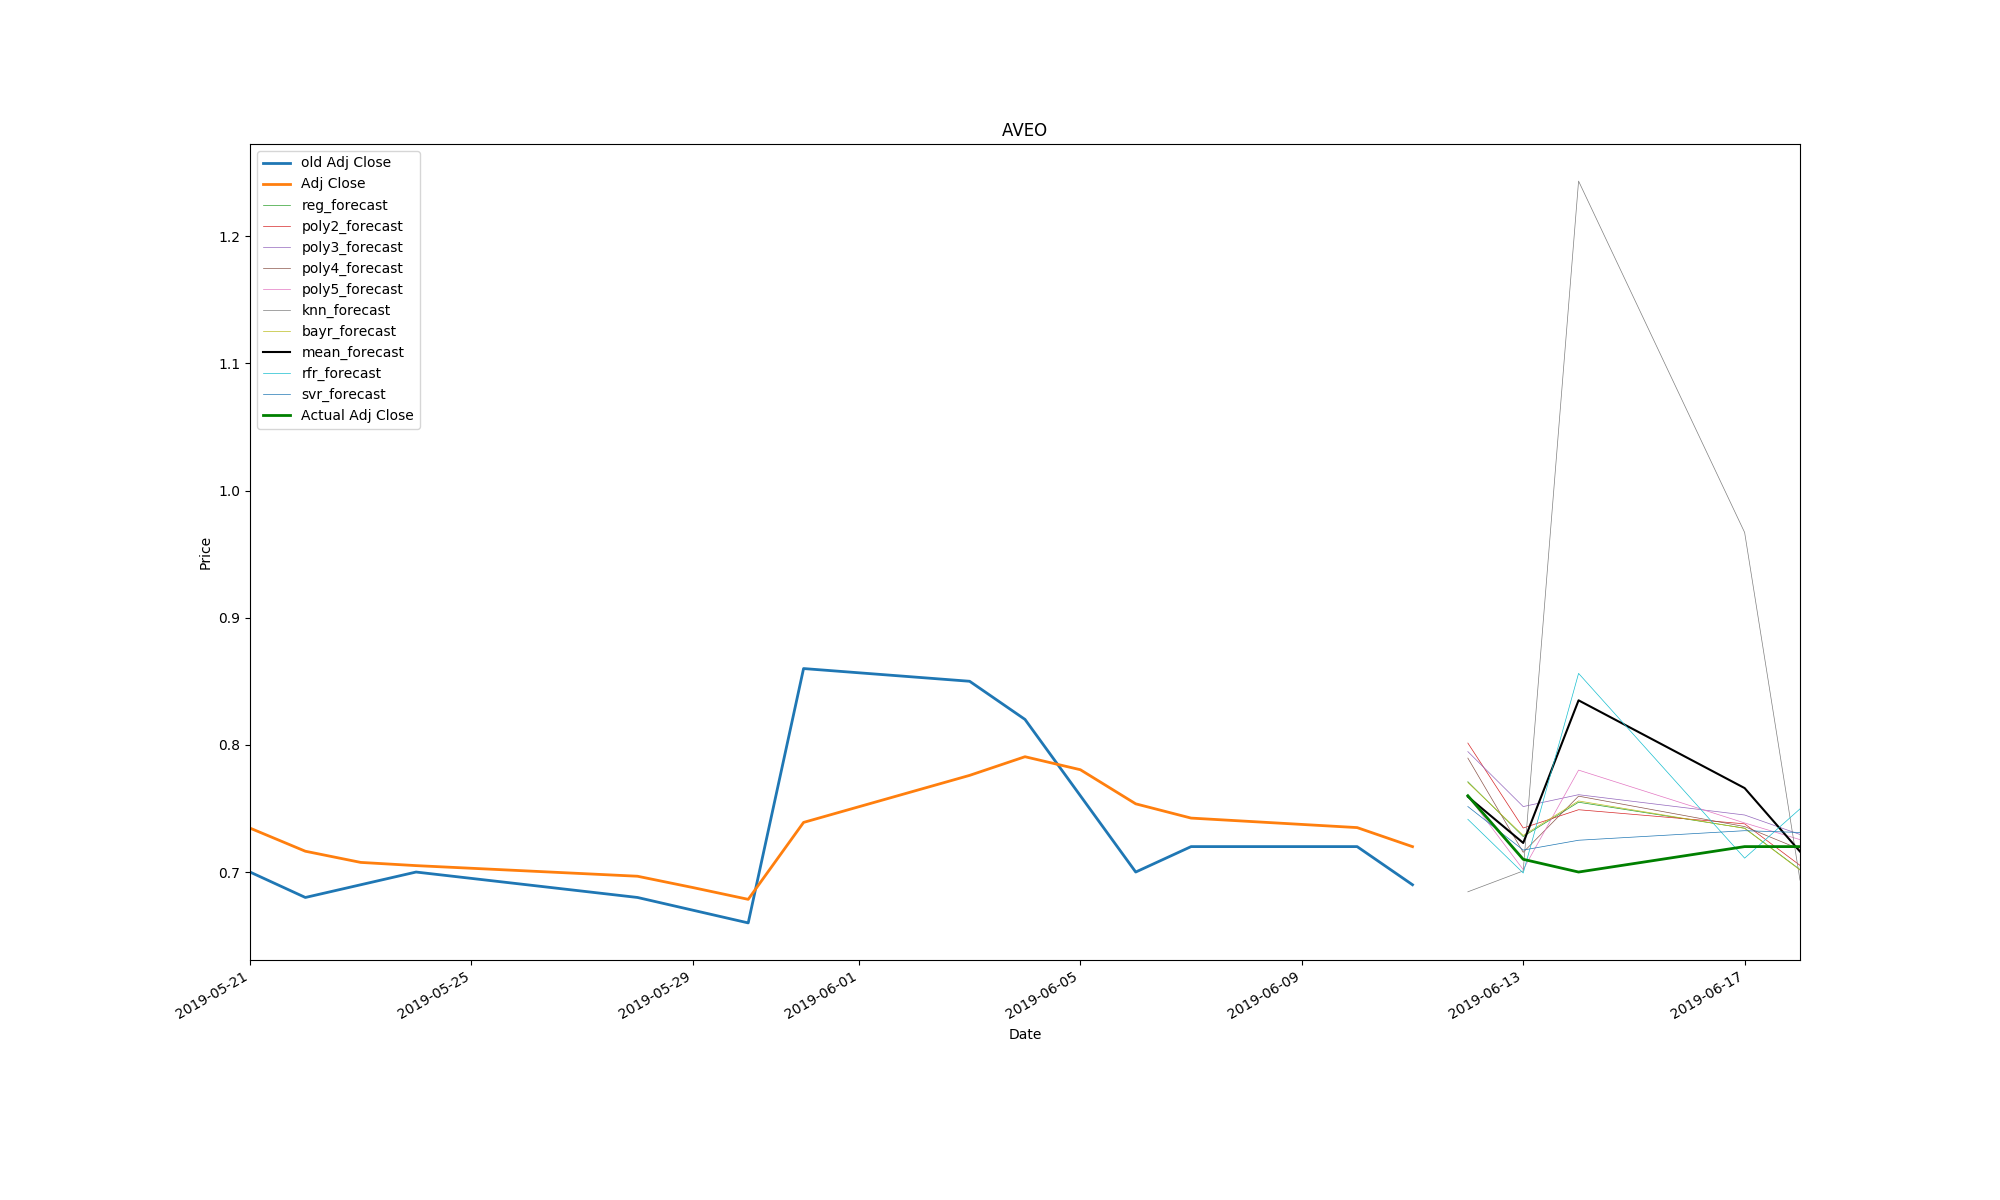 AVEO
old Adj Close
Adj Close
reg_forecast
poly2_forecast
poly3_forecast
poly4_forecast
poly5_forecast
knn_forecast
bayr_forecast
mean_forecast
rfr_forecast
svr_forecast
Actual Adj Close
1.2
1.1
1.0
0.9
0.8
0.7
Price
2019-05-21
2019-05-25
2019-05-29
2019-06-01
2019-06-05
2019-06-09
2019-06-13
2019-06-17
Date